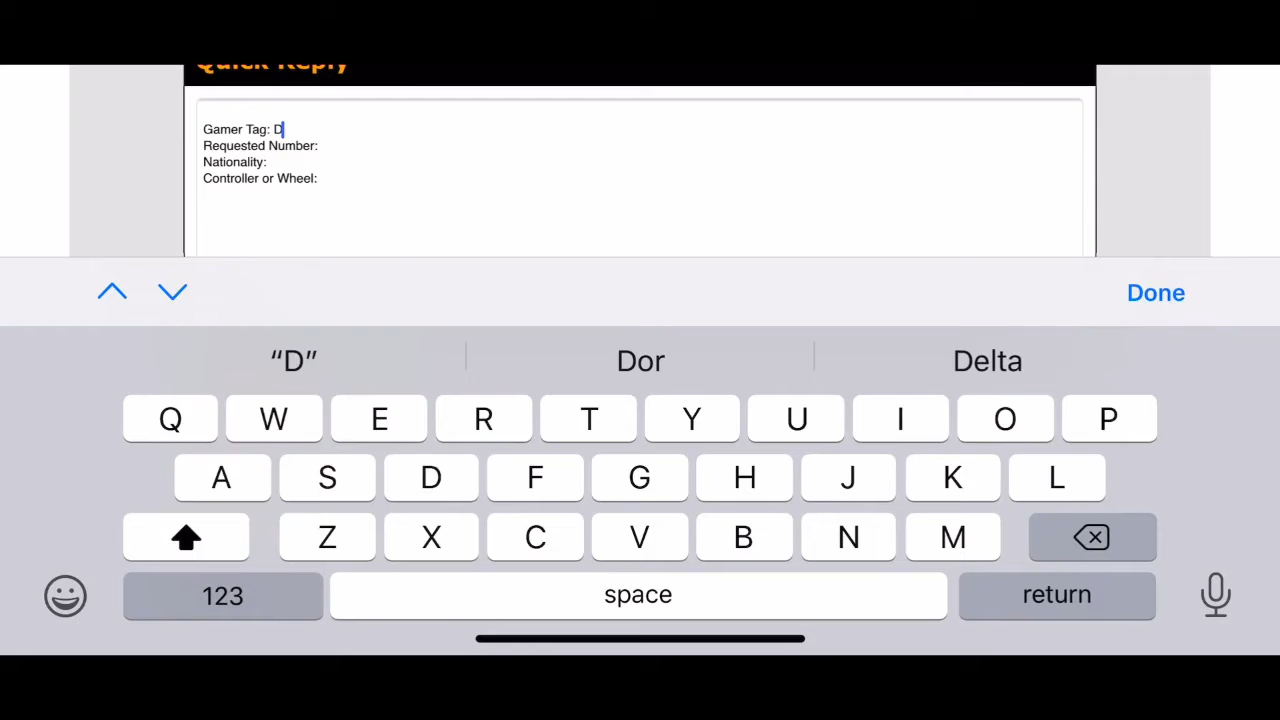 Quick Reply
Gamer Tag: D
Requested Number:
Nationality:
Controller or Wheel:
Done
“D” Dor Delta
Q W E R T Y U I O P
A S D F G H J K L
Z X C V B N M
123 space return